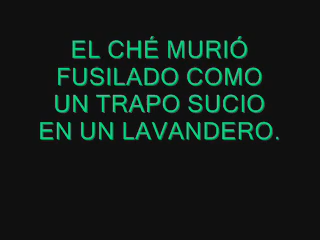 EL CHÉ MURIÓ
FUSILADO COMO
UN TRAPO SUCIO
EN UN LAVANDERO.